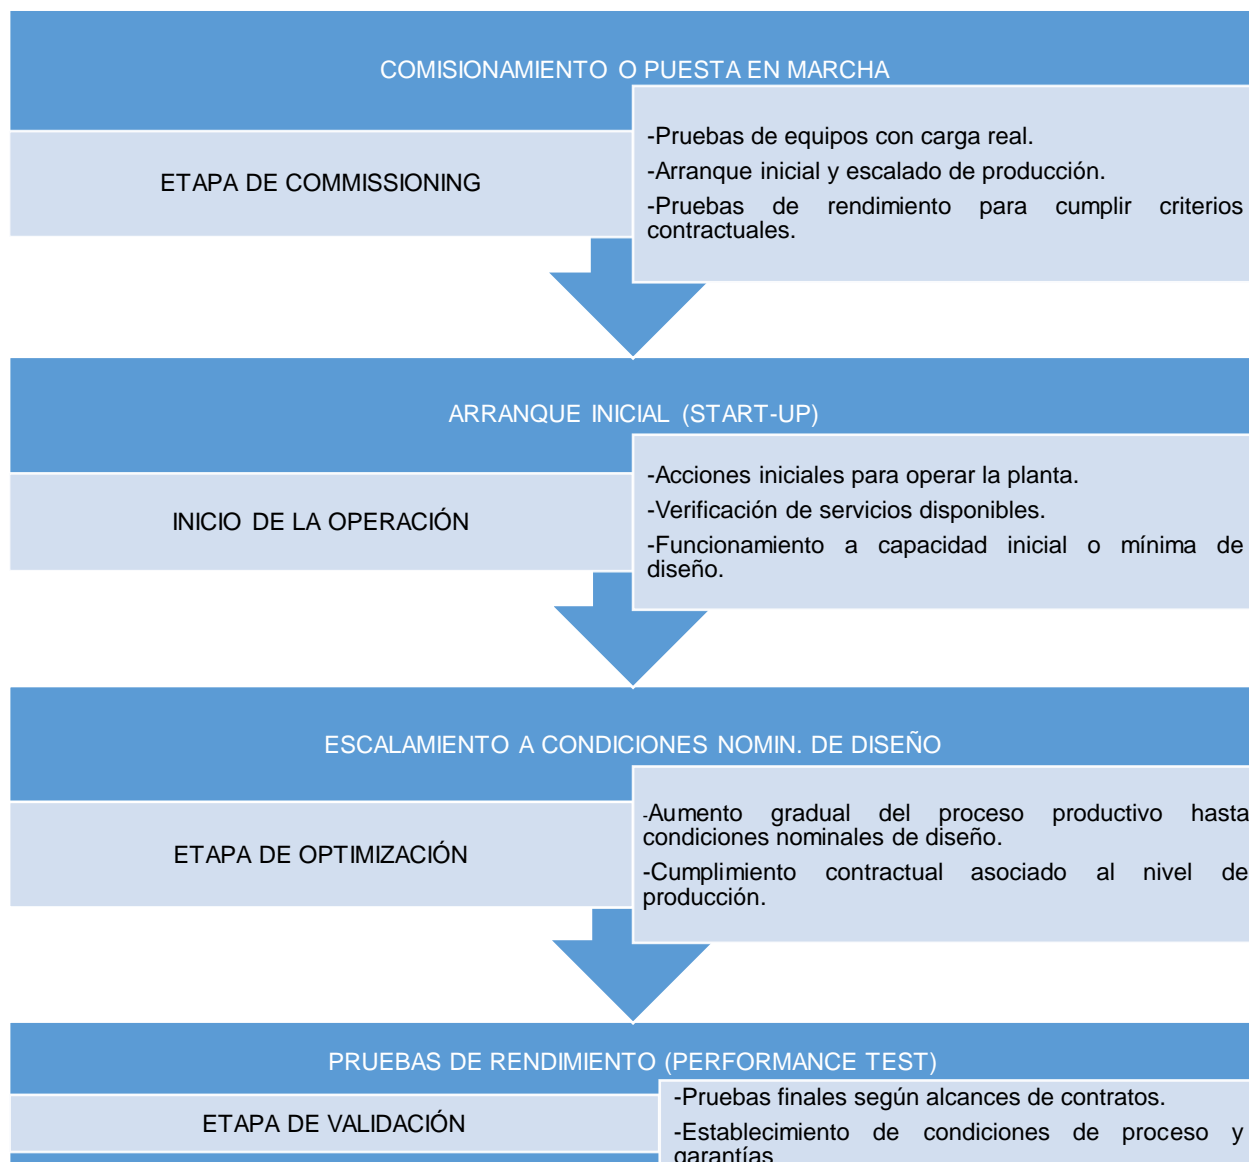 COMISIONAMIENTO O PUESTA EN MARCHA
ETAPA DE COMMISSIONING
-Pruebas de equipos con carga real.
-Arranque inicial y escalado de producción.
-Pruebas de rendimiento para cumplir criterios
contractuales.
ARRANQUE INICIAL (START-UP)
INICIO DE LA OPERACIÓN
-Acciones iniciales para operar la planta.
-Verificación de servicios disponibles.
-Funcionamiento a capacidad inicial o mínima de
diseño.
ESCALAMIENTO A CONDICIONES NOMIN. DE DISEÑO
ETAPA DE OPTIMIZACIÓN
-Aumento gradual del proceso productivo hasta
condiciones nominales de diseño.
-Cumplimiento contractual asociado al nivel de
producción.
PRUEBAS DE RENDIMIENTO (PERFORMANCE TEST)
ETAPA DE VALIDACIÓN
-Pruebas finales según alcances de contratos.
-Establecimiento de condiciones de proceso y
garantías